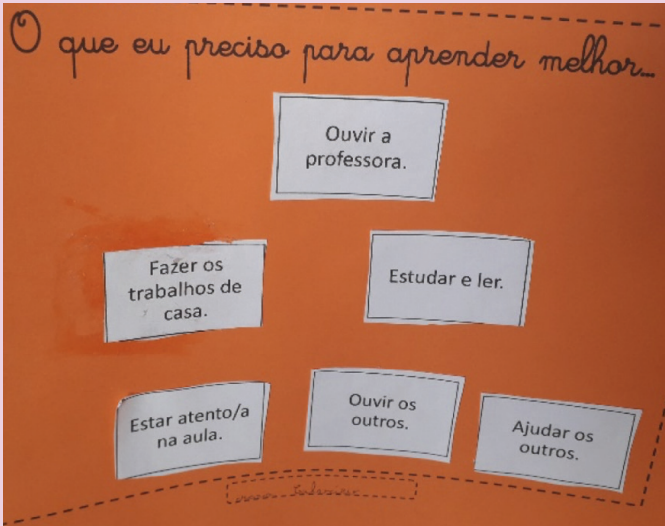 O que eu preciso para aprender melhor...
Ouvir a
professora.
Fazer os
trabalhos de
casa.
Estudar e ler.
Estar atento/a
na aula.
Ouvir os
outros.
Ajudar os
outros.